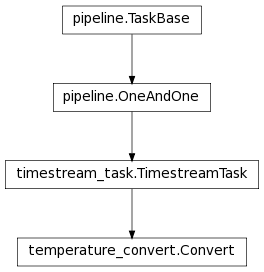 pipeline.TaskBase
pipeline.OneAndOne
timestream_task.TimestreamTask
temperature_convert.Convert